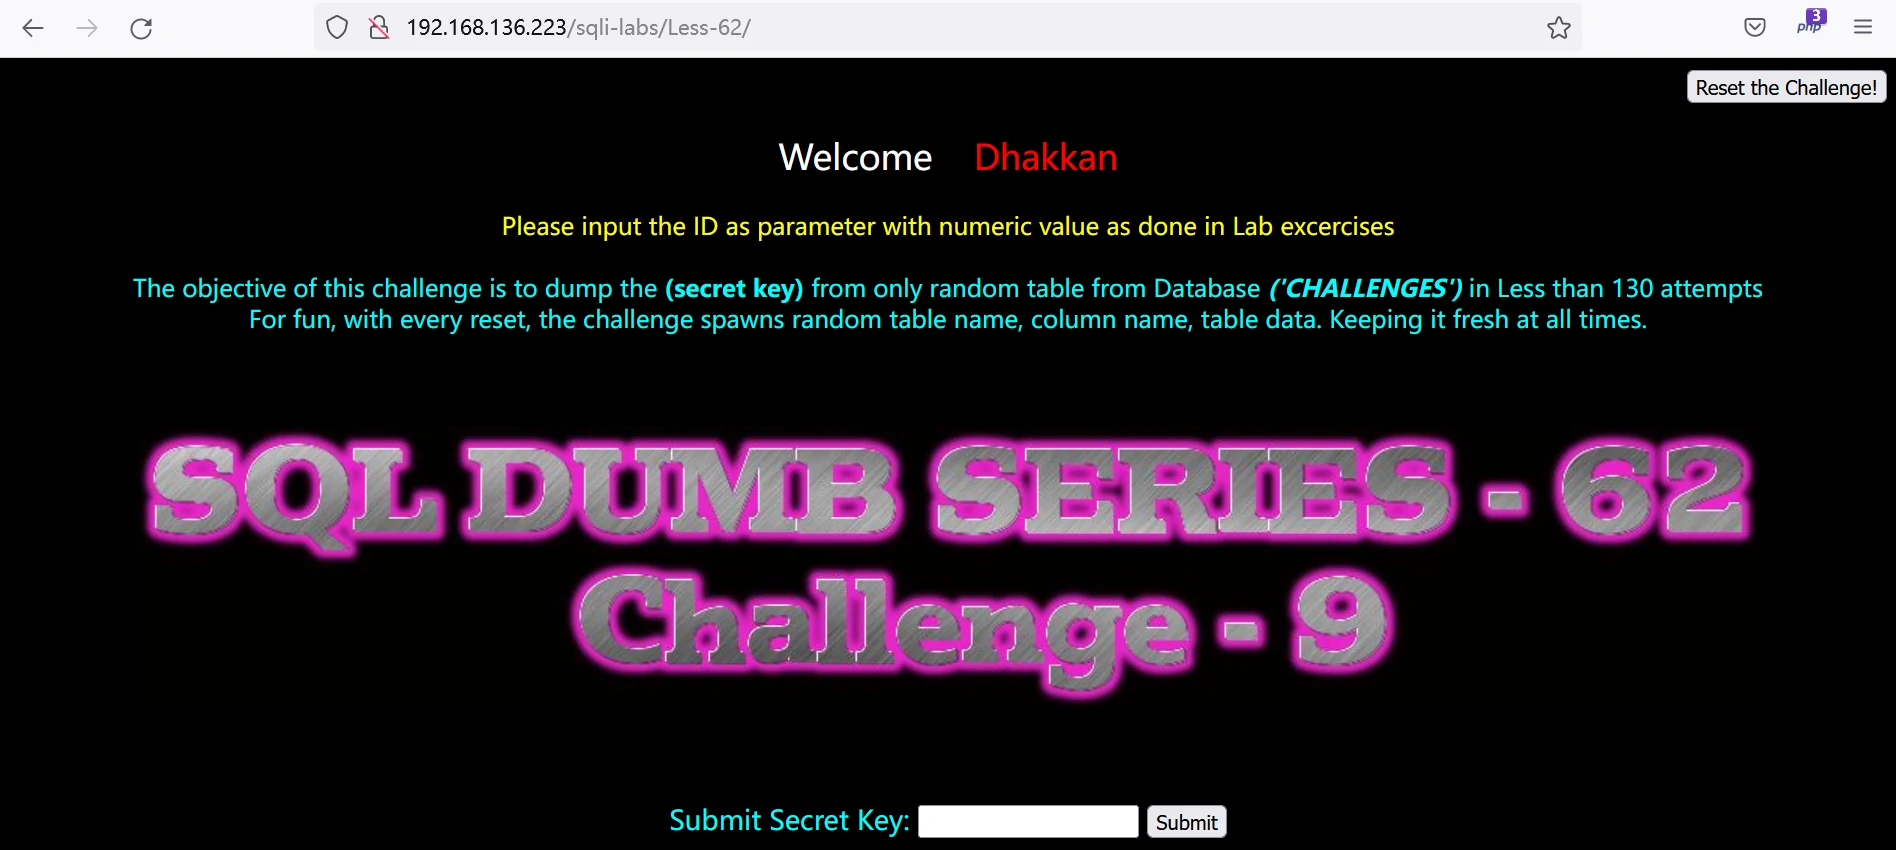 192.168.136.223/sqli-labs/Less-62/
3
php
Reset the Challenge!
Welcome Dhakkan
Please input the ID as parameter with numeric value as done in Lab excercises
The objective of this challenge is to dump the (secret key) from only random table from Database ('CHALLENGES') in Less than 130 attempts
For fun, with every reset, the challenge spawns random table name, column name, table data. Keeping it fresh at all times.
SQL DUMB SERIES - 62
Challenge - 9
Submit Secret Key:
Submit